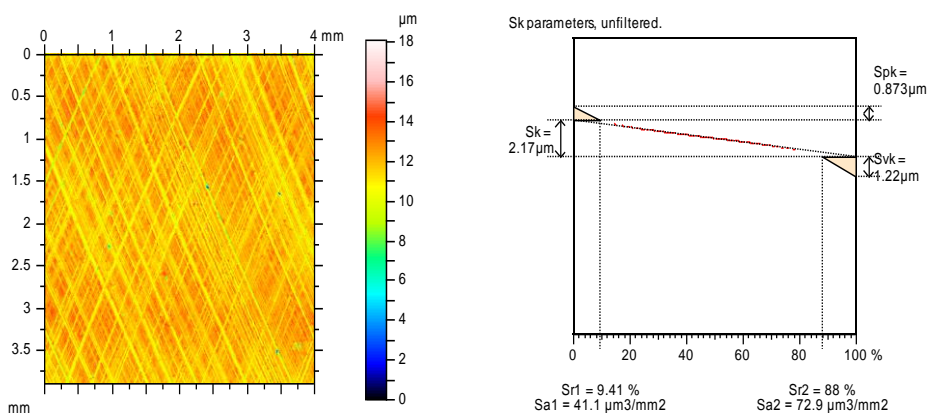 0 1 2 3 4 mm
0
0.5
1
1.5
2
2.5
3
3.5
mm
µm
18
16
14
12
10
8
6
4
2
0
Sk parameters, unfiltered.
Spk =
0.873µm
Sk =
2.17µm
Svk =
1.22µm
0 20 40 60 80 100 %
Sr1 = 9.41 %
Sa1 = 41.1 µm3/mm2
Sr2 = 88 %
Sa2 = 72.9 µm3/mm2